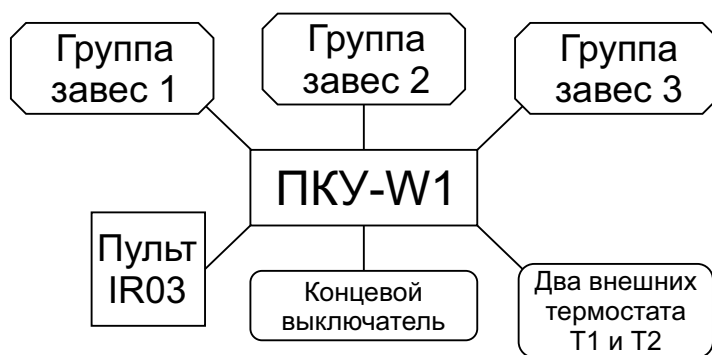 Группа
завес 1
Группа
завес 2
Группа
завес 3
ПКУ-W1
Пульт
IR03
Концевой
выключатель
Два внешних
термостата
Т1 и Т2